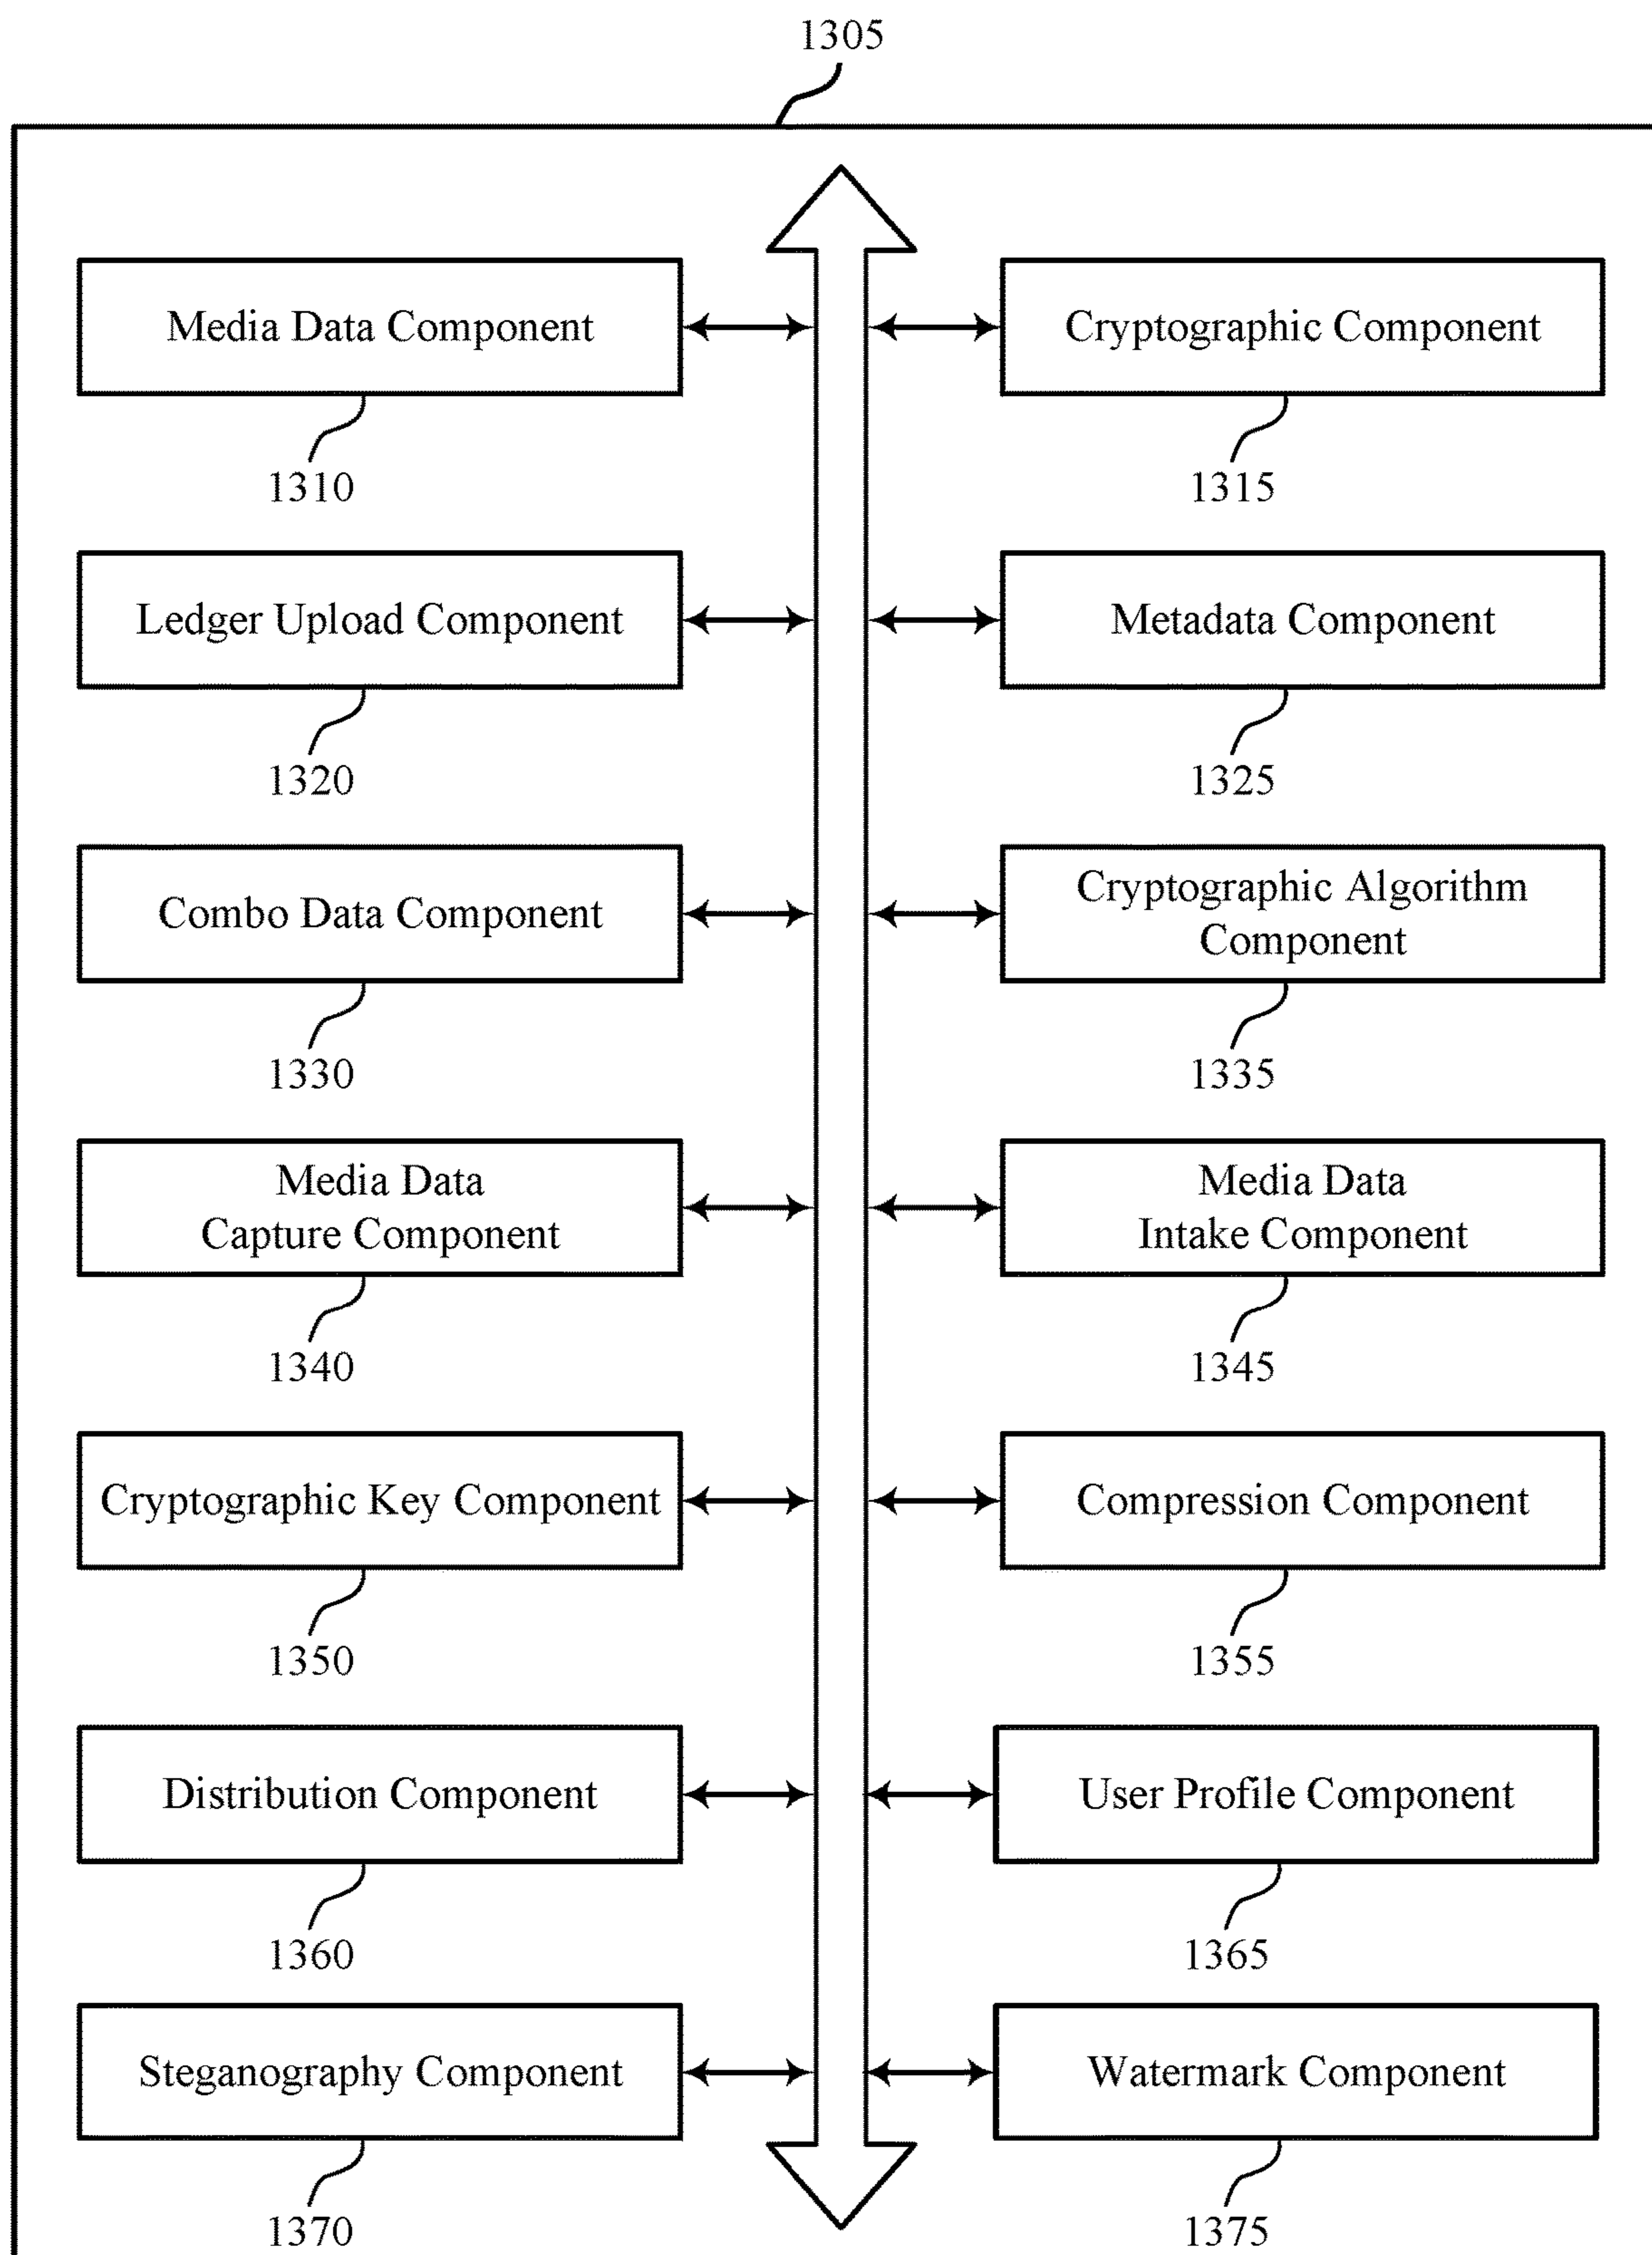 1305
Media Data Component
Cryptographic Component
1310
1315
Ledger Upload Component
Metadata Component
1320
1325
Combo Data Component
Cryptographic Algorithm
Component
1330
1335
Media Data
Capture Component
Media Data
Intake Component
1340
1345
Cryptographic Key Component
Compression Component
1350
1355
Distribution Component
User Profile Component
1360
1365
Steganography Component
Watermark Component
1370
1375